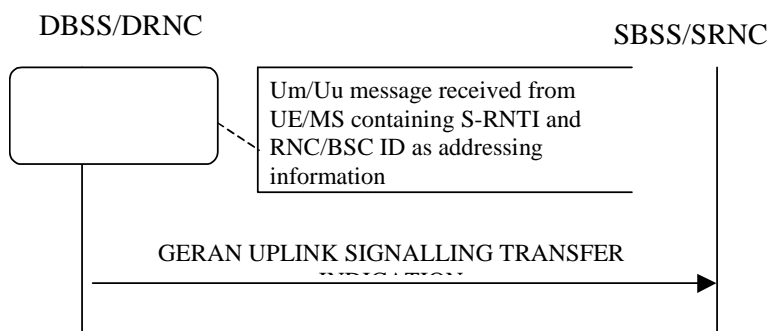 DBSS/DRNC
SBSS/SRNC
Um/Uu message received from
UE/MS containing S-RNTI and
RNC/BSC ID as addressing
information
GERAN UPLINK SIGNALLING TRANSFER
INDICATION